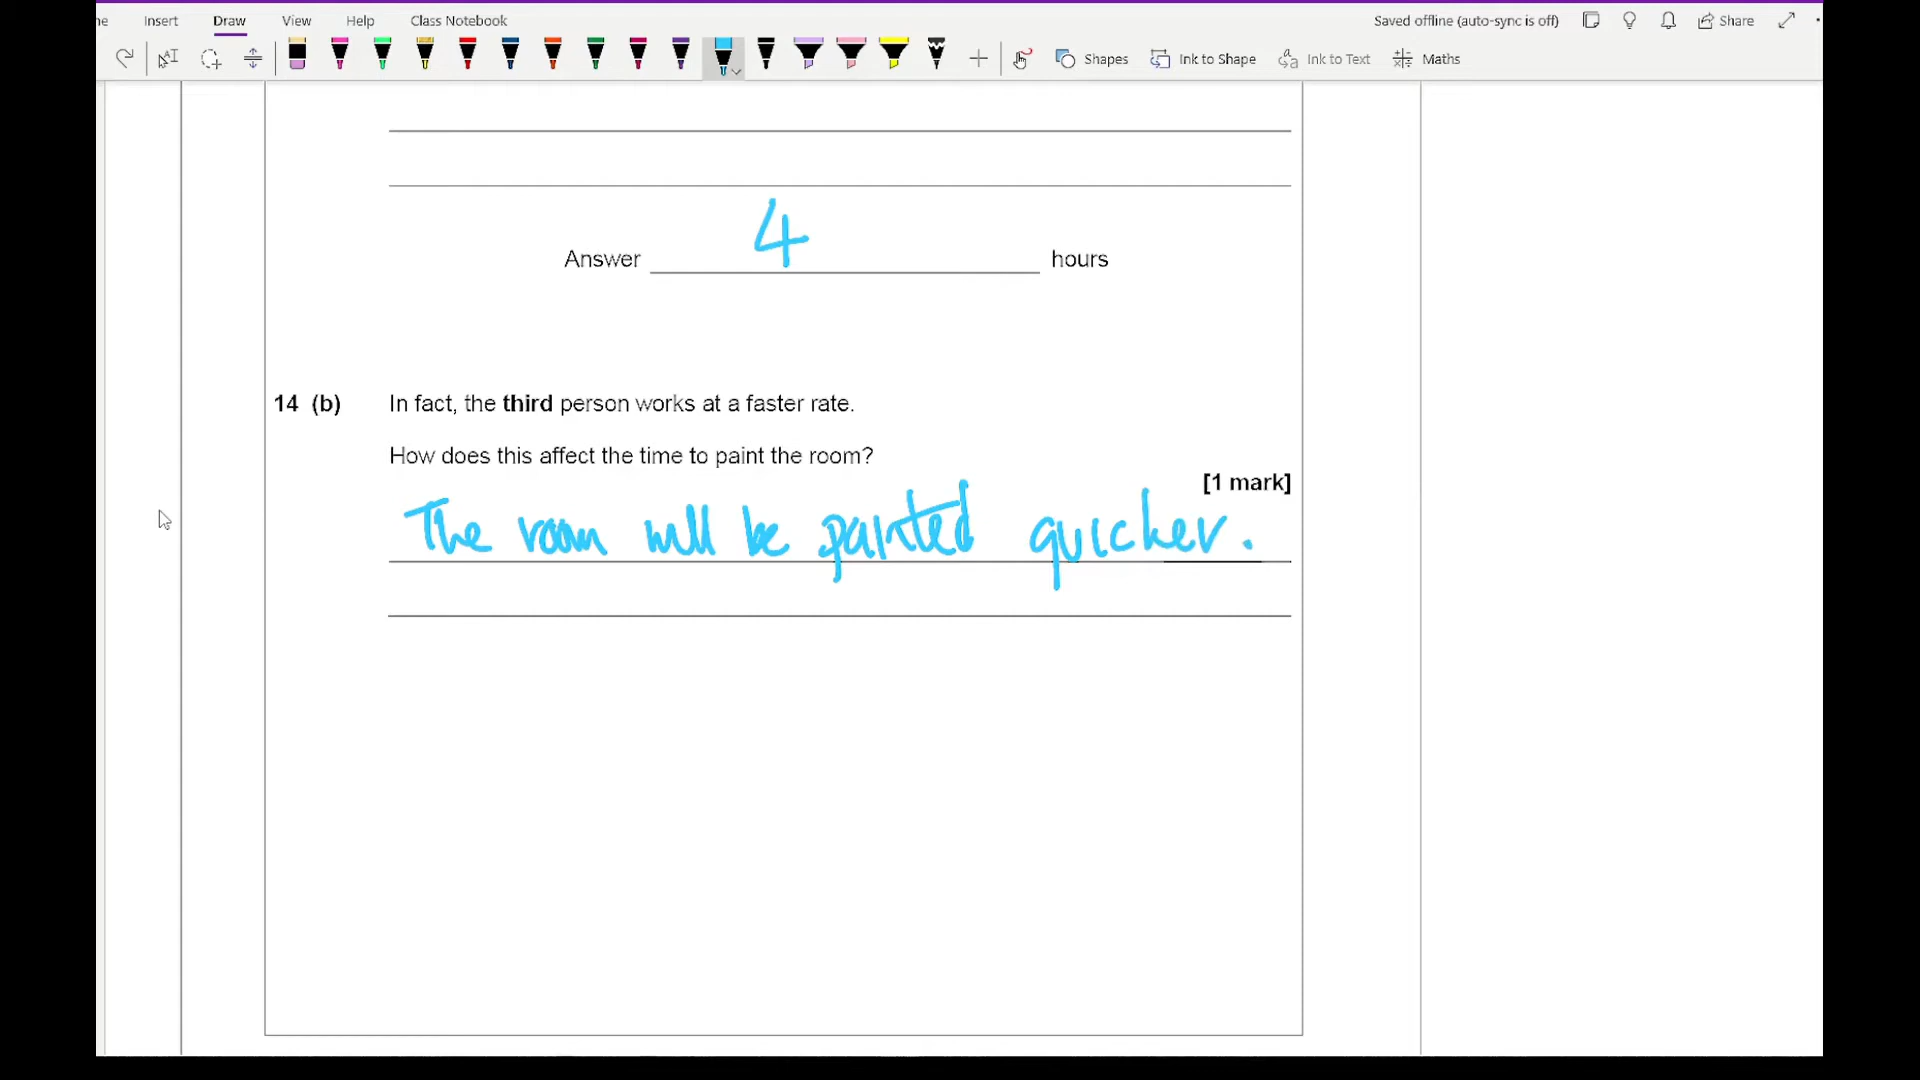 Insert Draw View Help Class Notebook Saved offline (auto-sync is off) Share
Shapes Ink to Shape Ink to Text Maths
4
Answer hours
14 (b) In fact, the third person works at a faster rate.
How does this affect the time to paint the room?
[1 mark]
The room will be painted quicker.